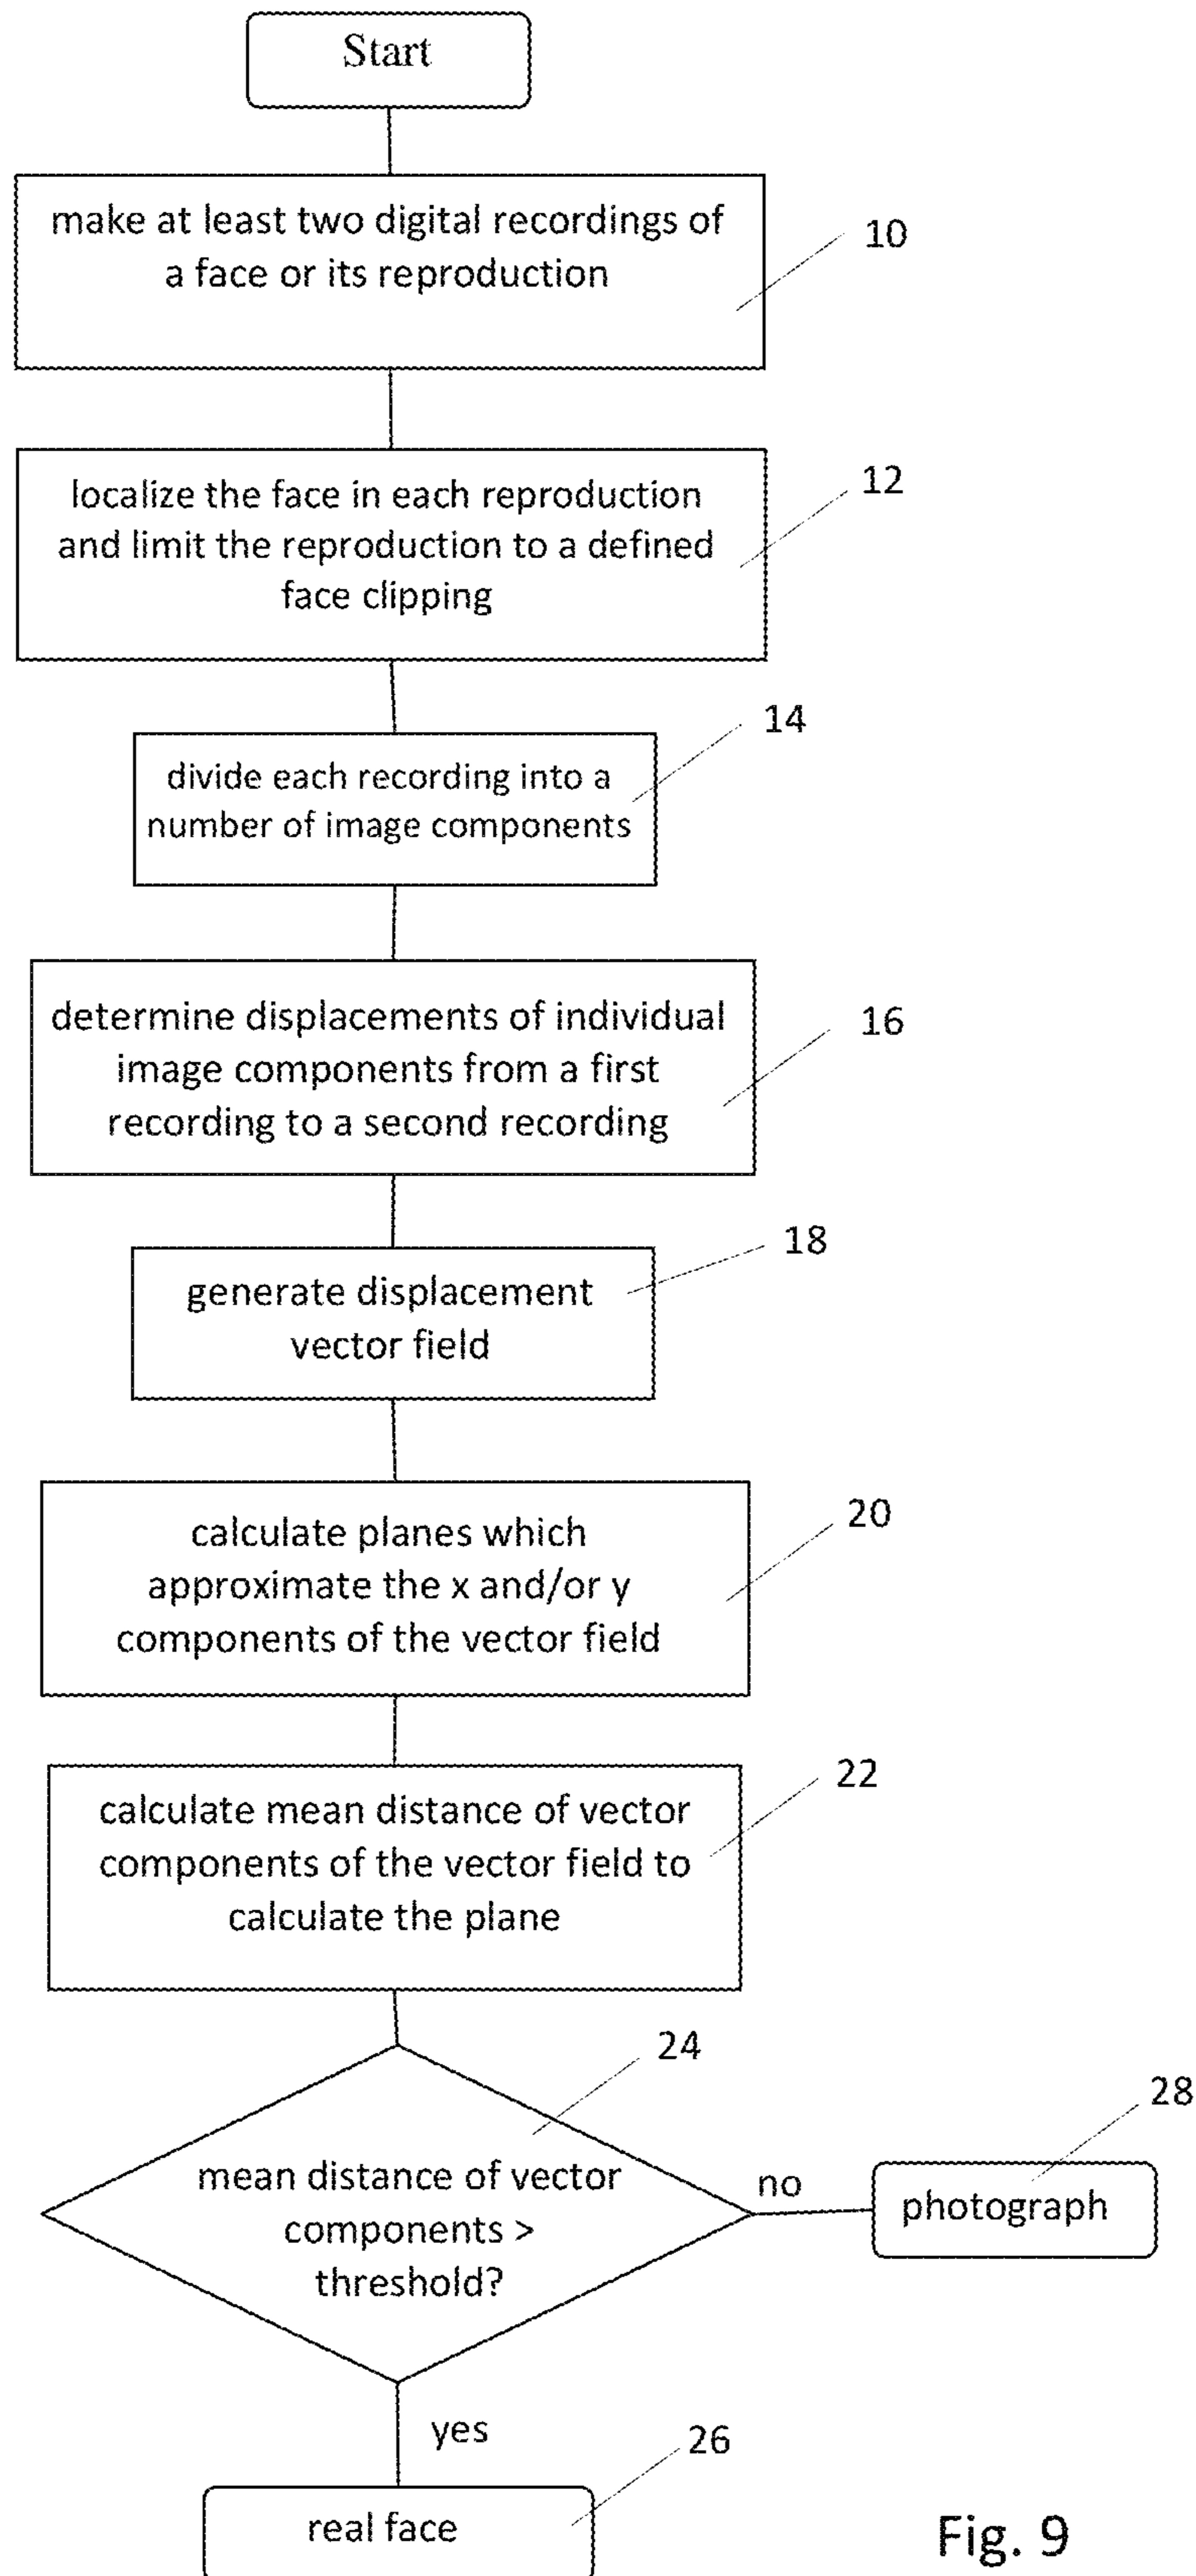 Start
make at least two digital recordings of
a face or its reproduction
10
localize the face in each reproduction
and limit the reproduction to a defined
face clipping
12
divide each recording into a
number of image components
14
determine displacements of individual
image components from a first
recording to a second recording
16
generate displacement
vector field
18
calculate planes which
approximate the x and/or y
components of the vector field
20
calculate mean distance of vector
components of the vector field to
calculate the plane
22
24
mean distance of vector
components >
threshold?
no
28
photograph
yes
26
real face
Fig. 9